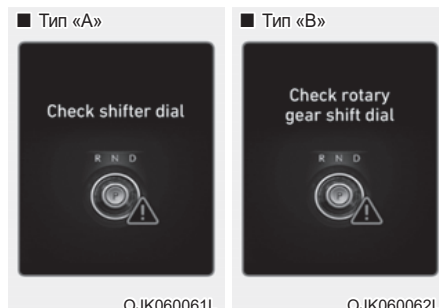 ■ Тип «А»
Check shifter dial
R N D
P
OJK060061L
■ Тип «В»
Check rotary
gear shift dial
R N D
P
OJK060062L